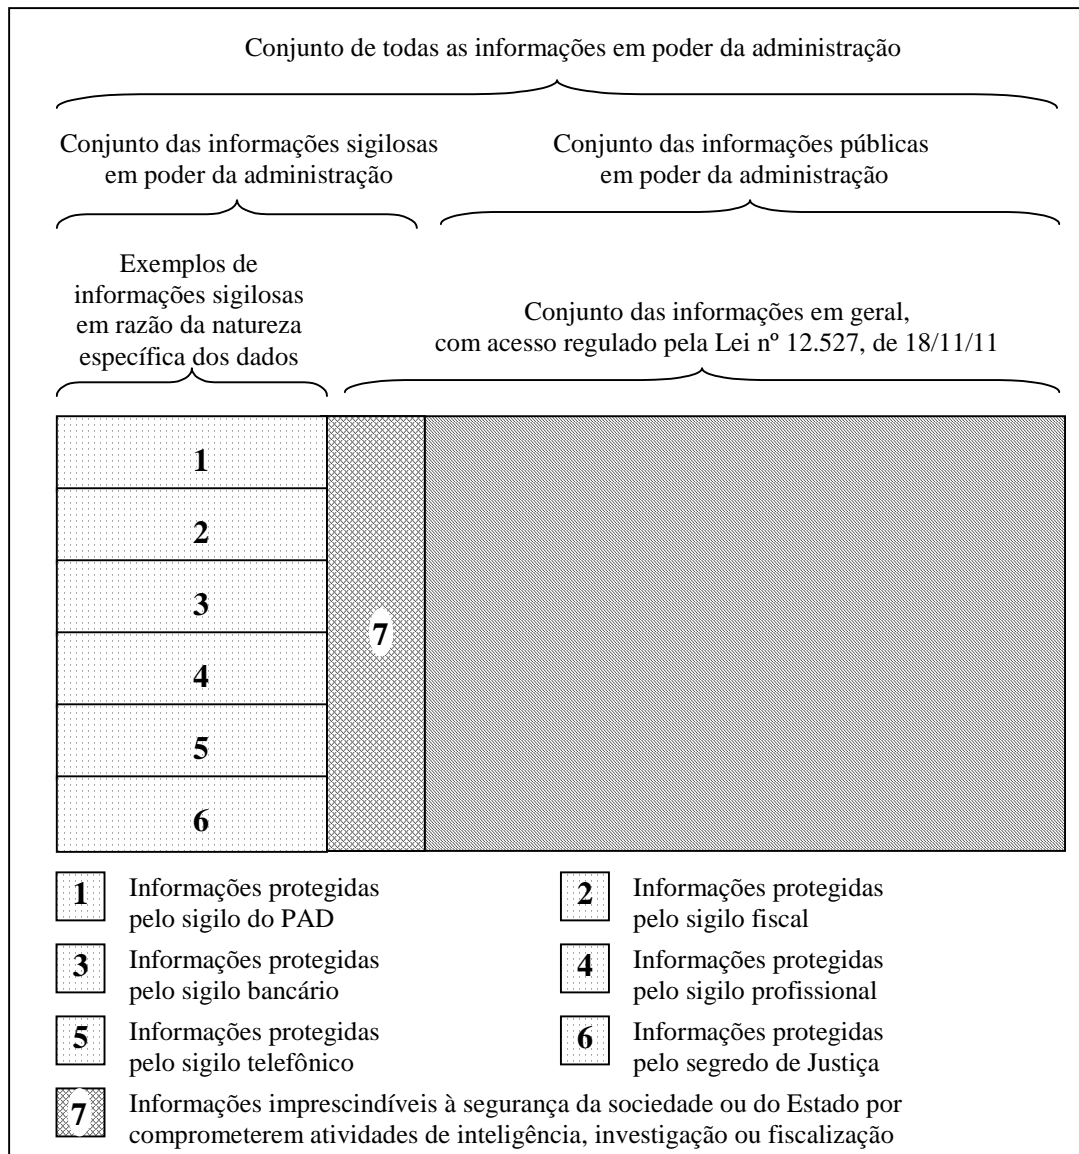 Conjunto de todas as informações em poder da administração
Conjunto das informações sigilosas
em poder da administração
Conjunto das informações públicas
em poder da administração
Exemplos de
informações sigilosas
em razão da natureza
específica dos dados
Conjunto das informações em geral,
com acesso regulado pela Lei nº 12.527, de 18/11/11
1
2
3
4
5
6
7
1 Informações protegidas
pelo sigilo do PAD
2 Informações protegidas
pelo sigilo fiscal
3 Informações protegidas
pelo sigilo bancário
4 Informações protegidas
pelo sigilo profissional
5 Informações protegidas
pelo sigilo telefônico
6 Informações protegidas
pelo segredo de Justiça
7 Informações imprescindíveis à segurança da sociedade ou do Estado por
comprometerem atividades de inteligência, investigação ou fiscalização